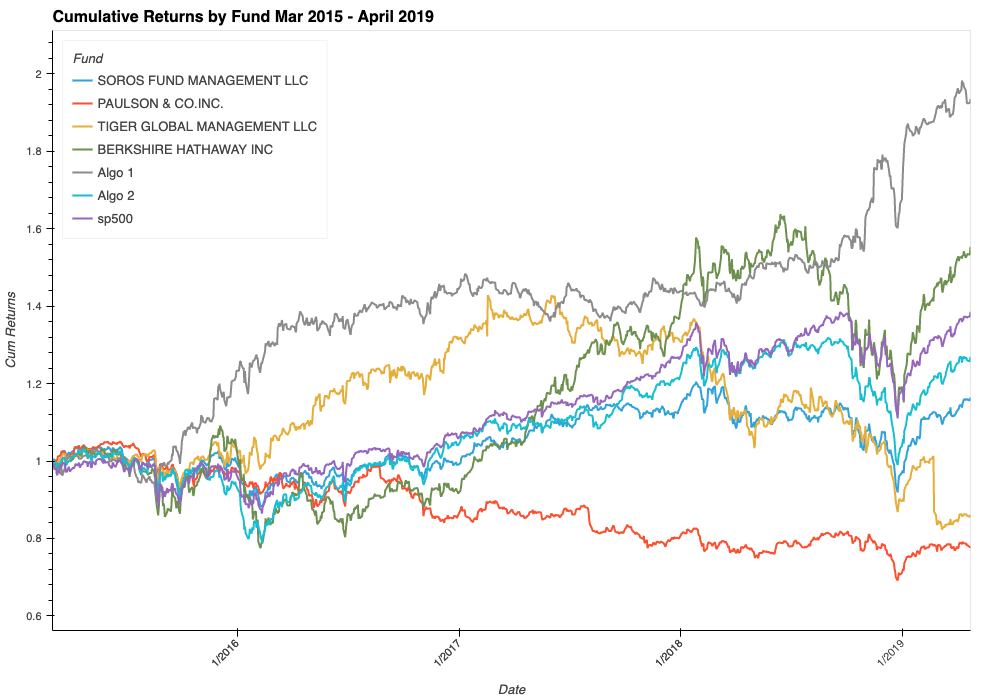 Cumulative Returns by Fund Mar 2015 - April 2019
Fund
SOROS FUND MANAGEMENT LLC
PAULSON & CO.INC.
TIGER GLOBAL MANAGEMENT LLC
BERKSHIRE HATHAWAY INC
Algo 1
Algo 2
sp500
Cum Returns
2
1.8
1.6
1.4
1.2
1
0.8
0.6
1/2016
1/2017
1/2018
1/2019
Date